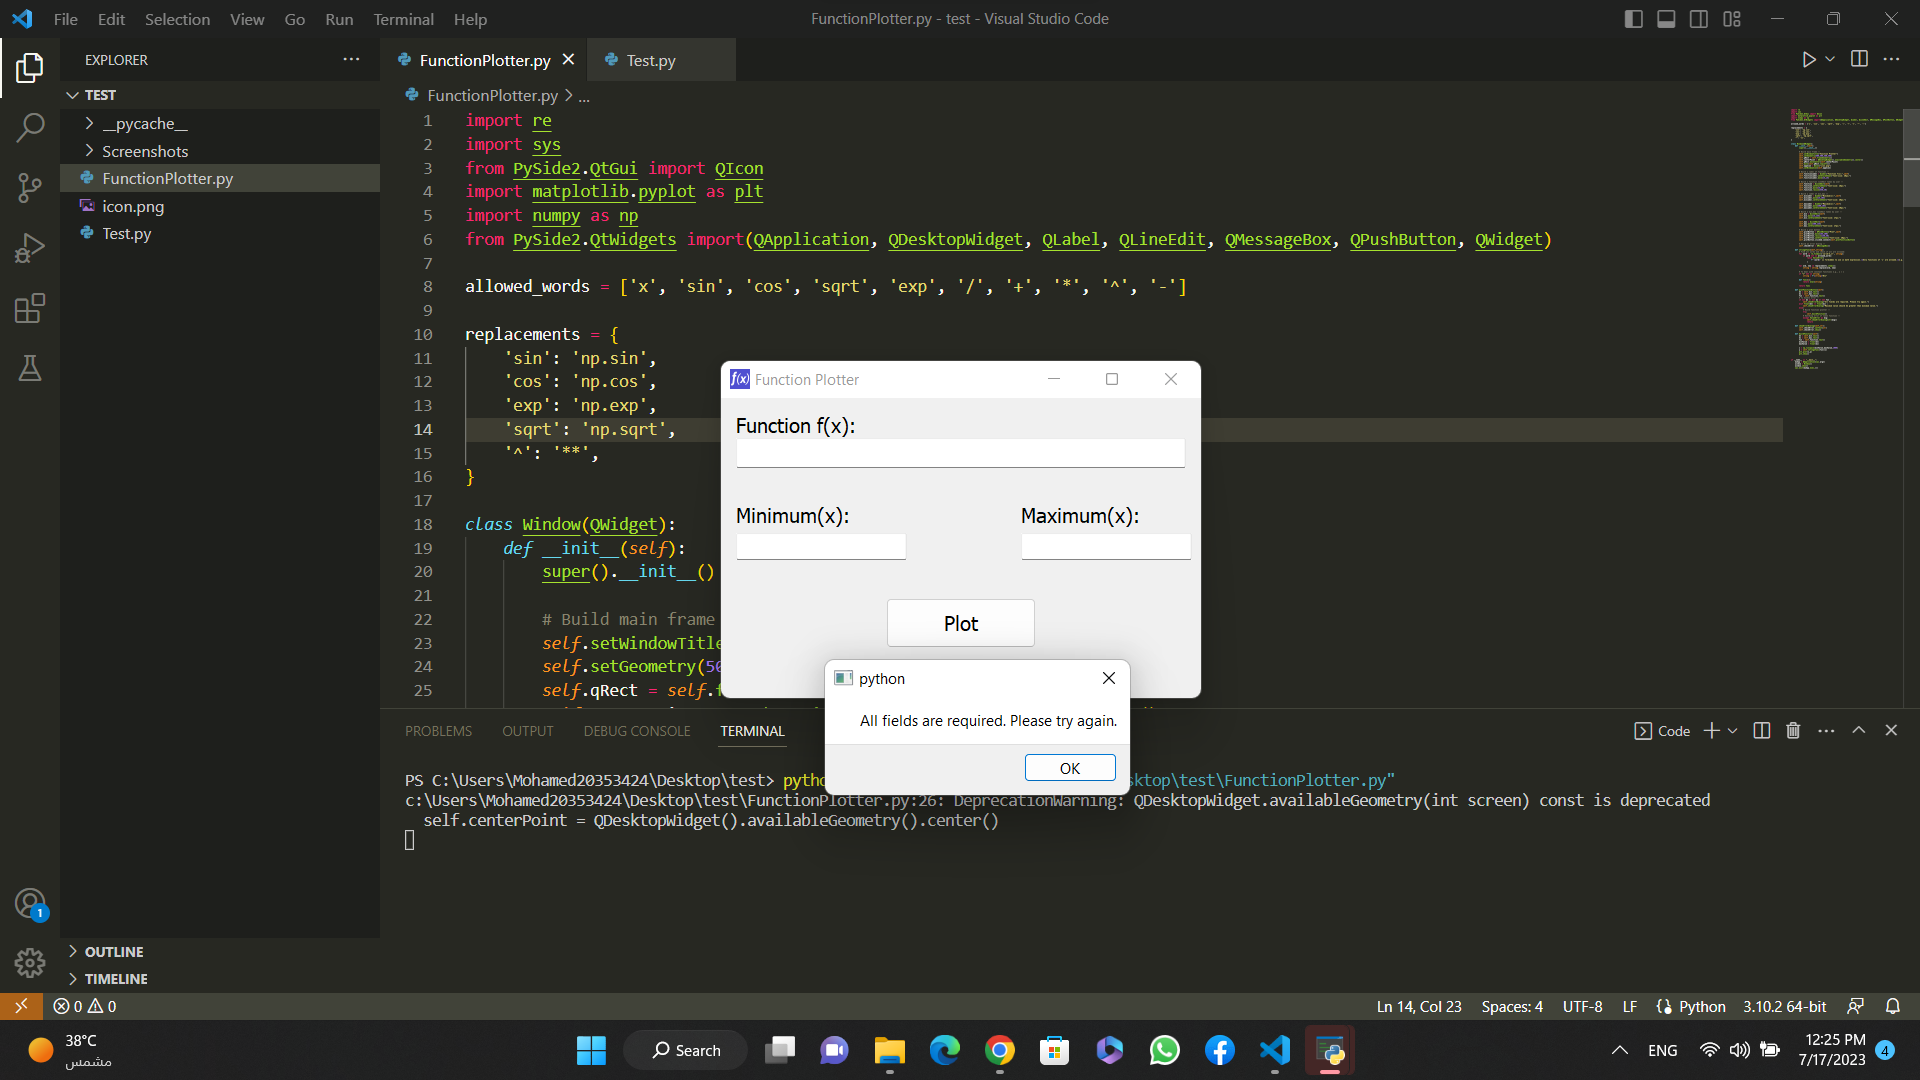 File Edit Selection View Go Run Terminal Help
FunctionPlotter.py - test - Visual Studio Code
EXPLORER
TEST
__pycache__
Screenshots
FunctionPlotter.py
icon.png
Test.py
OUTLINE
TIMELINE
FunctionPlotter.py
Test.py
FunctionPlotter.py > ...
1 import re
2 import sys
3 from PySide2.QtGui import QIcon
4 import matplotlib.pyplot as plt
5 import numpy as np
6 from PySide2.QtWidgets import(QApplication, QDesktopWidget, QLabel, QLineEdit, QMessageBox, QPushButton, QWidget)
7
8 allowed_words = ['x', 'sin', 'cos', 'sqrt', 'exp', '/', '+', '*', '^', '-']
9
10 replacements = {
11 'sin': 'np.sin',
12 'cos': 'np.cos',
13 'exp': 'np.exp',
14 'sqrt': 'np.sqrt',
15 '^': '**',
16 }
17
18 class Window(QWidget):
19 def __init__(self):
20 super().__init__()
21
22 # Build main frame
23 self.setWindowTitle
24 self.setGeometry(50
25 self.qRect = self.f
f(x) Function Plotter
Function f(x):
Minimum(x):
Maximum(x):
Plot
python
All fields are required. Please try again.
OK
PROBLEMS OUTPUT DEBUG CONSOLE TERMINAL
Code
PS C:\Users\Mohamed20353424\Desktop\test> pytho
sktop\test\FunctionPlotter.py"
c:\Users\Mohamed20353424\Desktop\test\FunctionPlotter.py:26: DeprecationWarning: QDesktopWidget.availableGeometry(int screen) const is deprecated
self.centerPoint = QDesktopWidget().availableGeometry().center()
1
0 0
Ln 14, Col 23 Spaces: 4 UTF-8 LF Python 3.10.2 64-bit
38°C
مشمس
Search
ENG
12:25 PM
7/17/2023
4